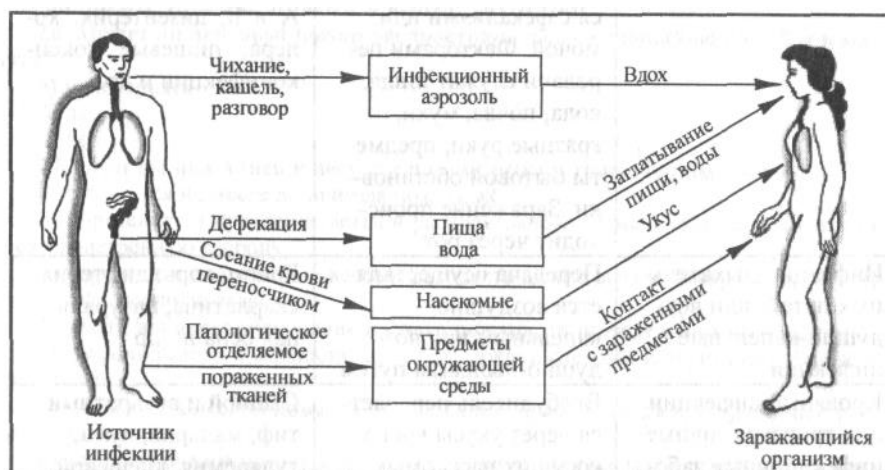 Чихание,
кашель,
разговор
Инфекционный
аэрозоль
Вдох
Заглатывание
пищи, воды
Дефекация
Пища
вода
Укус
Сосание крови
переносчиком
Насекомые
Контакт
с зараженными
предметами
Патологическое
отделяемое
пораженных
тканей
Предмет
окружающей
среды
Источник
инфекции
Заражающийся
организм